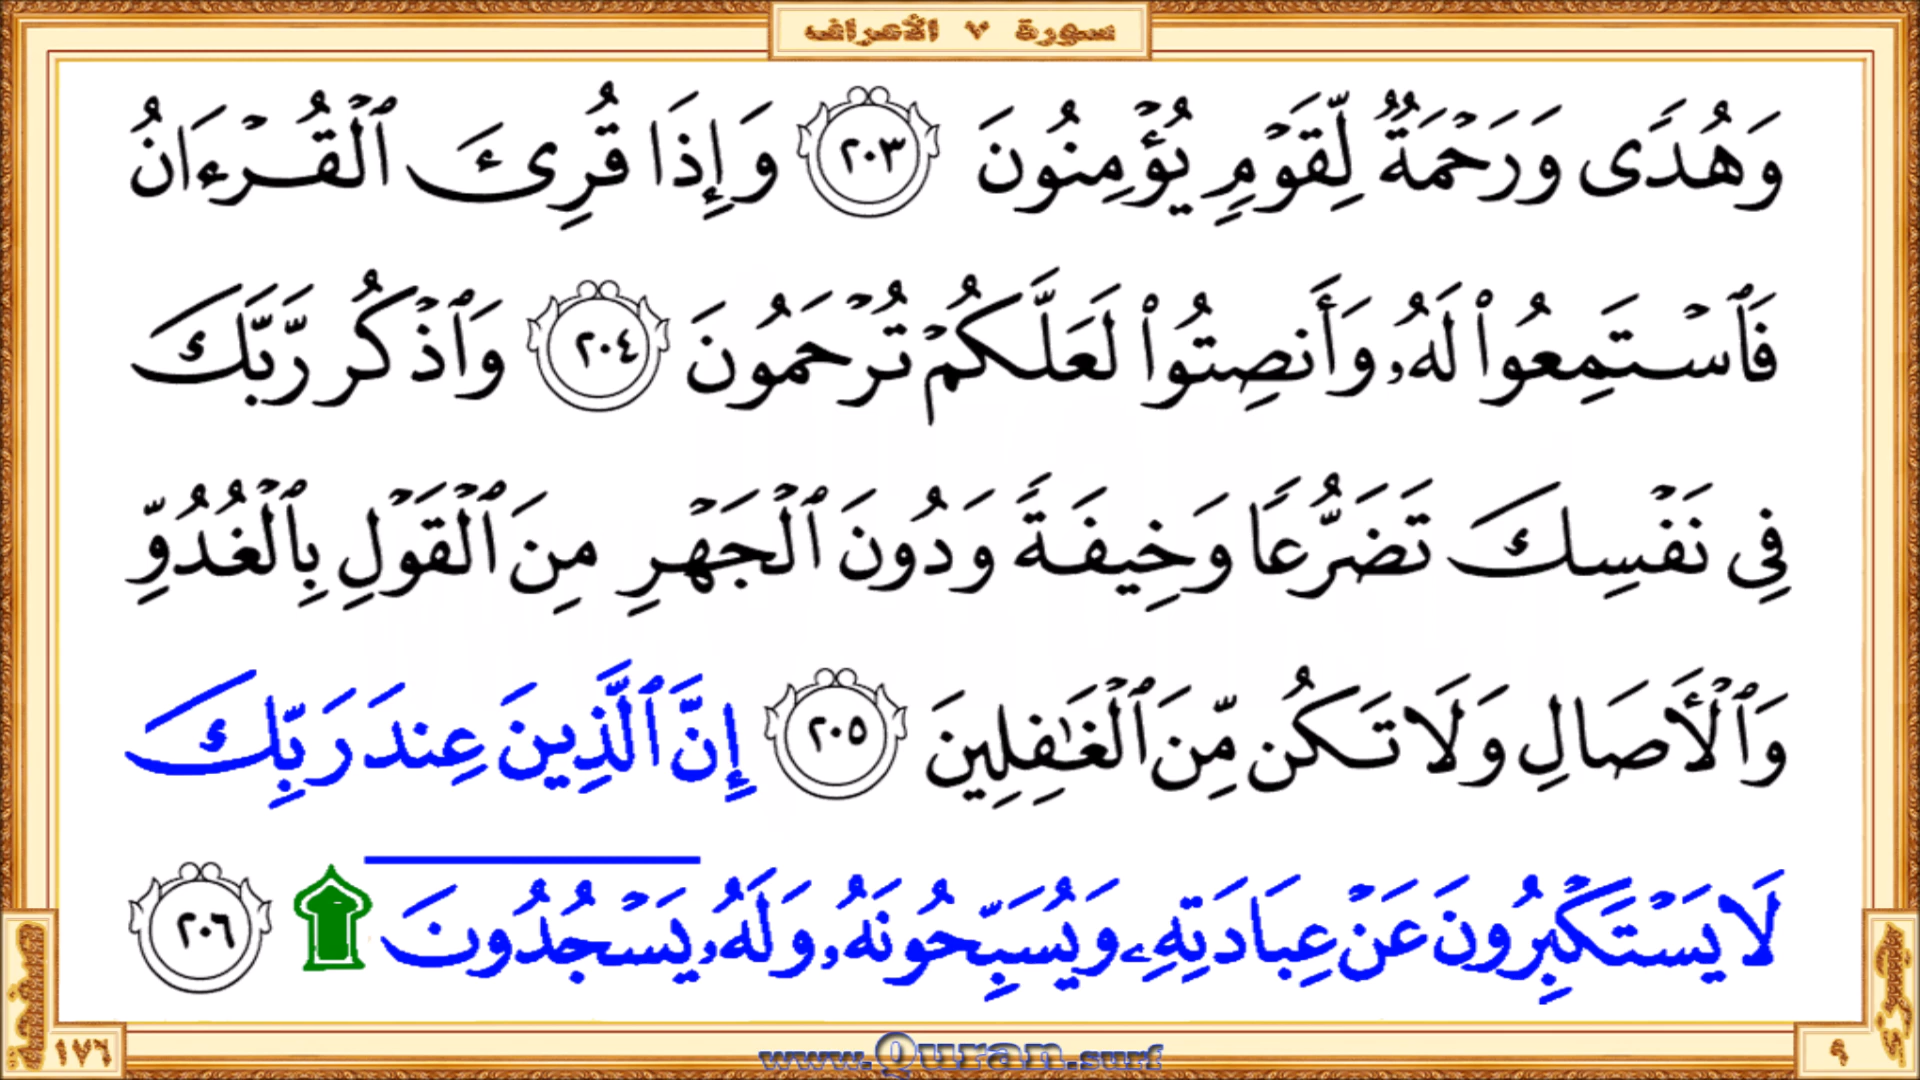 سورة ٧ الأعراف
وَهُدًى وَرَحْمَةٌ لِّقَوْمٍ يُؤْمِنُونَ ٢٠٣ وَإِذَا قُرِئَ ٱلْقُرْءَانُ
فَٱسْتَمِعُوا۟ لَهُۥ وَأَنصِتُوا۟ لَعَلَّكُمْ تُرْحَمُونَ ٢٠٤ وَٱذْكُر رَّبَّكَ
فِى نَفْسِكَ تَضَرُّعًا وَخِيفَةً وَدُونَ ٱلْجَهْرِ مِنَ ٱلْقَوْلِ بِٱلْغُدُوِّ
وَٱلْأَصَالِ وَلَا تَكُن مِّنَ ٱلْغَٰفِلِينَ ٢٠٥ إِنَّ ٱلَّذِينَ عِندَ رَبِّكَ
لَا يَسْتَكْبِرُونَ عَنْ عِبَادَتِهِۦ وَيُسَبِّحُونَهُۥ وَلَهُۥ يَسْجُدُونَ ۩ ٢٠٦
الصفحة ١٧٦
٩
www.Quran.surf